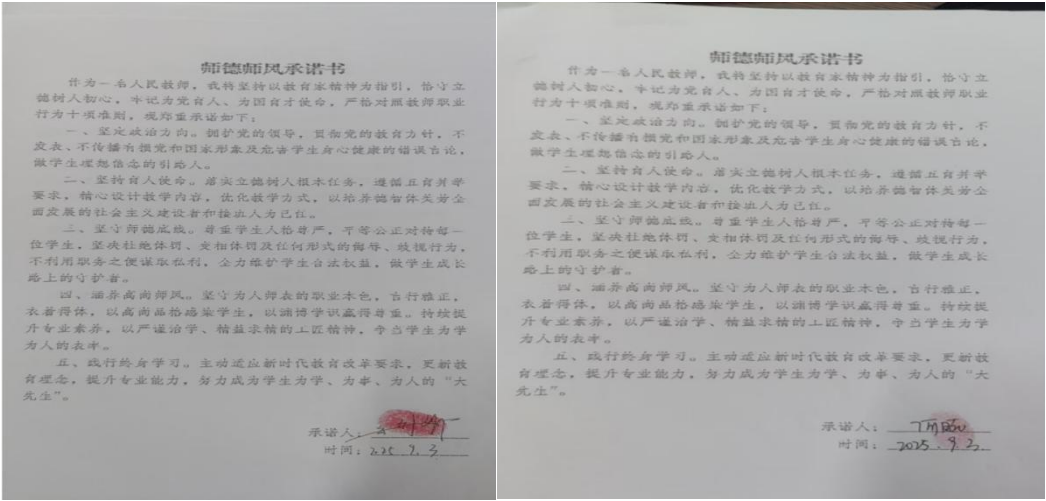 师德师风承诺书
作为一名人民教师，我将坚持以教育家精神为指引，恪守立
德树人初心，牢记为党育人、为国育才使命，严格对照教师职业
行为十项准则，现郑重承诺如下：
一、坚定政治方向。拥护党的领导，贯彻党的教育方针，不
发表、不传播有损党和国家形象及危害学生身心健康的错误言论，
做学生理想信念的引路人。
二、坚持育人使命。落实立德树人根本任务，遵循五育并举
要求，精心设计教学内容，优化教学方式，以培养德智体美劳全
面发展的社会主义建设者和接班人为己任。
三、坚守师德底线。尊重学生人格尊严，平等公正对待每一
位学生，坚决杜绝体罚、变相体罚及任何形式的侮辱、歧视行为，
不利用职务之便谋取私利，全力维护学生合法权益，做学生成长
路上的守护者。
四、涵养高尚师风。坚守为人师表的职业本色，言行雅正，
衣着得体，以高尚品格感染学生，以渊博学识赢得尊重。持续提
升专业素养，以严谨治学、精益求精的工匠精神，争当学生为学
为人的表率。
五、践行终身学习。主动适应新时代教育改革要求，更新教
育理念，提升专业能力，努力成为学生为学、为事、为人的“大
先生”。
承诺人：
时间：
师德师风承诺书
作为一名人民教师，我将坚持以教育家精神为指引，恪守立
德树人初心，牢记为党育人、为国育才使命，严格对照教师职业
行为十项准则，现郑重承诺如下：
一、坚定政治方向。拥护党的领导，贯彻党的教育方针，不
发表、不传播有损党和国家形象及危害学生身心健康的错误言论，
做学生理想信念的引路人。
二、坚持育人使命。落实立德树人根本任务，遵循五育并举
要求，精心设计教学内容，优化教学方式，以培养德智体美劳全
面发展的社会主义建设者和接班人为己任。
三、坚守师德底线。尊重学生人格尊严，平等公正对待每一
位学生，坚决杜绝体罚、变相体罚及任何形式的侮辱、歧视行为，
不利用职务之便谋取私利，全力维护学生合法权益，做学生成长
路上的守护者。
四、涵养高尚师风。坚守为人师表的职业本色，言行雅正，
衣着得体，以高尚品格感染学生，以渊博学识赢得尊重。持续提
升专业素养，以严谨治学、精益求精的工匠精神，争当学生为学
为人的表率。
五、践行终身学习。主动适应新时代教育改革要求，更新教
育理念，提升专业能力，努力成为学生为学、为事、为人的“大
先生”。
承诺人：
时间： 2025.9.2